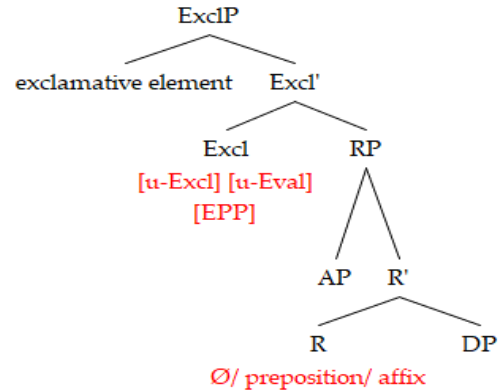 ExclP
exclamative element Excl'
Excl RP
[u-Excl] [u-Eval]
[EPP]
AP R'
R DP
Ø/ preposition/ affix